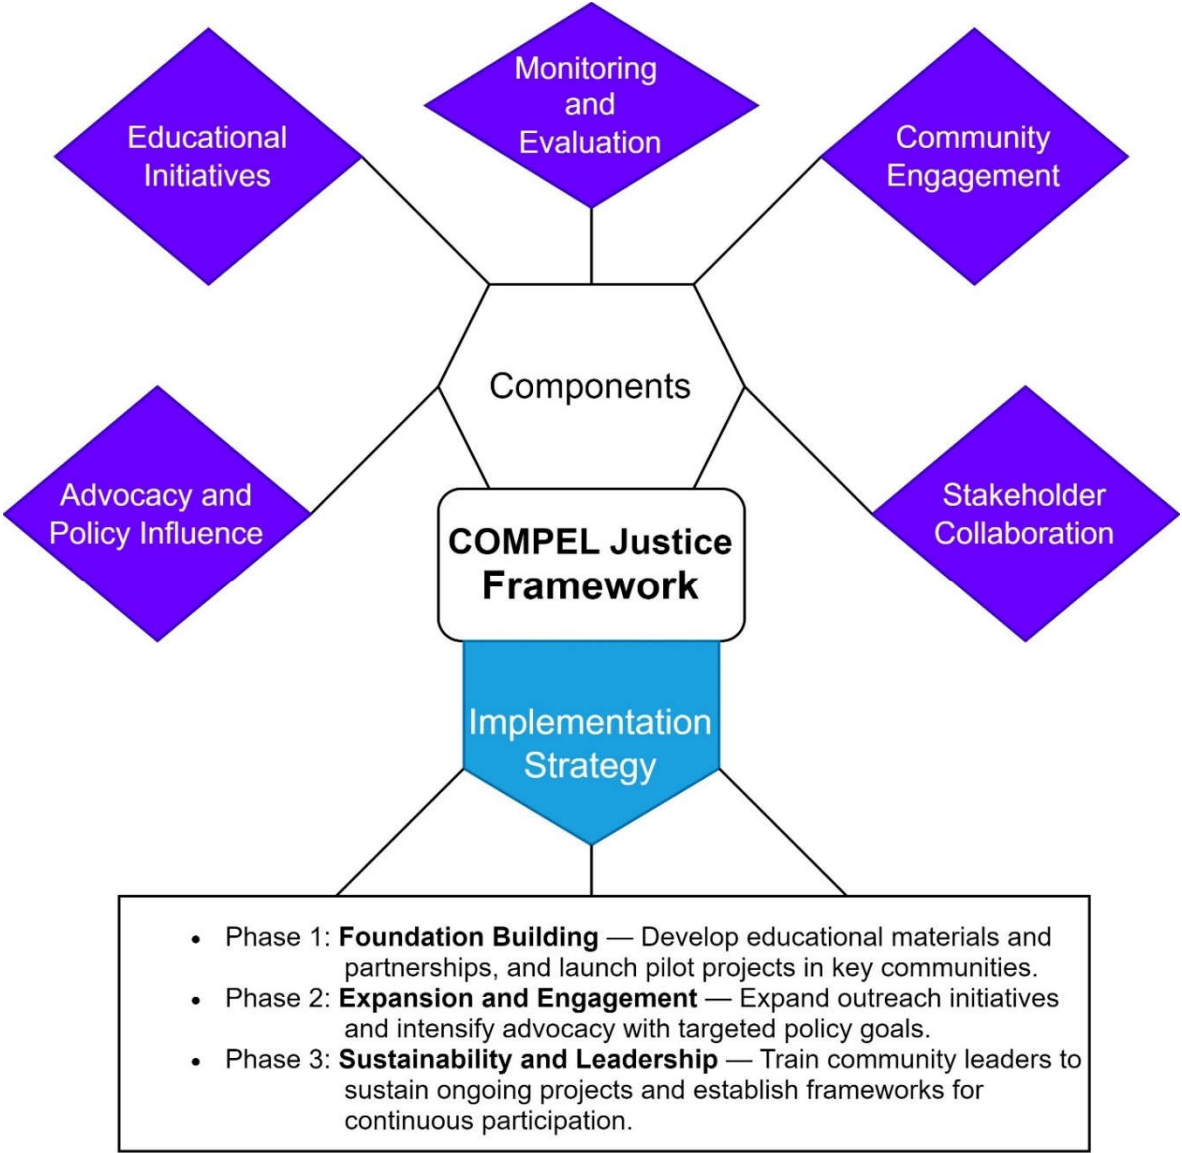 Monitoring
and
Evaluation
Educational
Initiatives
Community
Engagement
Components
Advocacy and
Policy Influence
Stakeholder
Collaboration
COMPEL Justice
Framework
Implementation
Strategy
• Phase 1: Foundation Building — Develop educational materials and
partnerships, and launch pilot projects in key communities.
• Phase 2: Expansion and Engagement — Expand outreach initiatives
and intensify advocacy with targeted policy goals.
• Phase 3: Sustainability and Leadership — Train community leaders to
sustain ongoing projects and establish frameworks for
continuous participation.